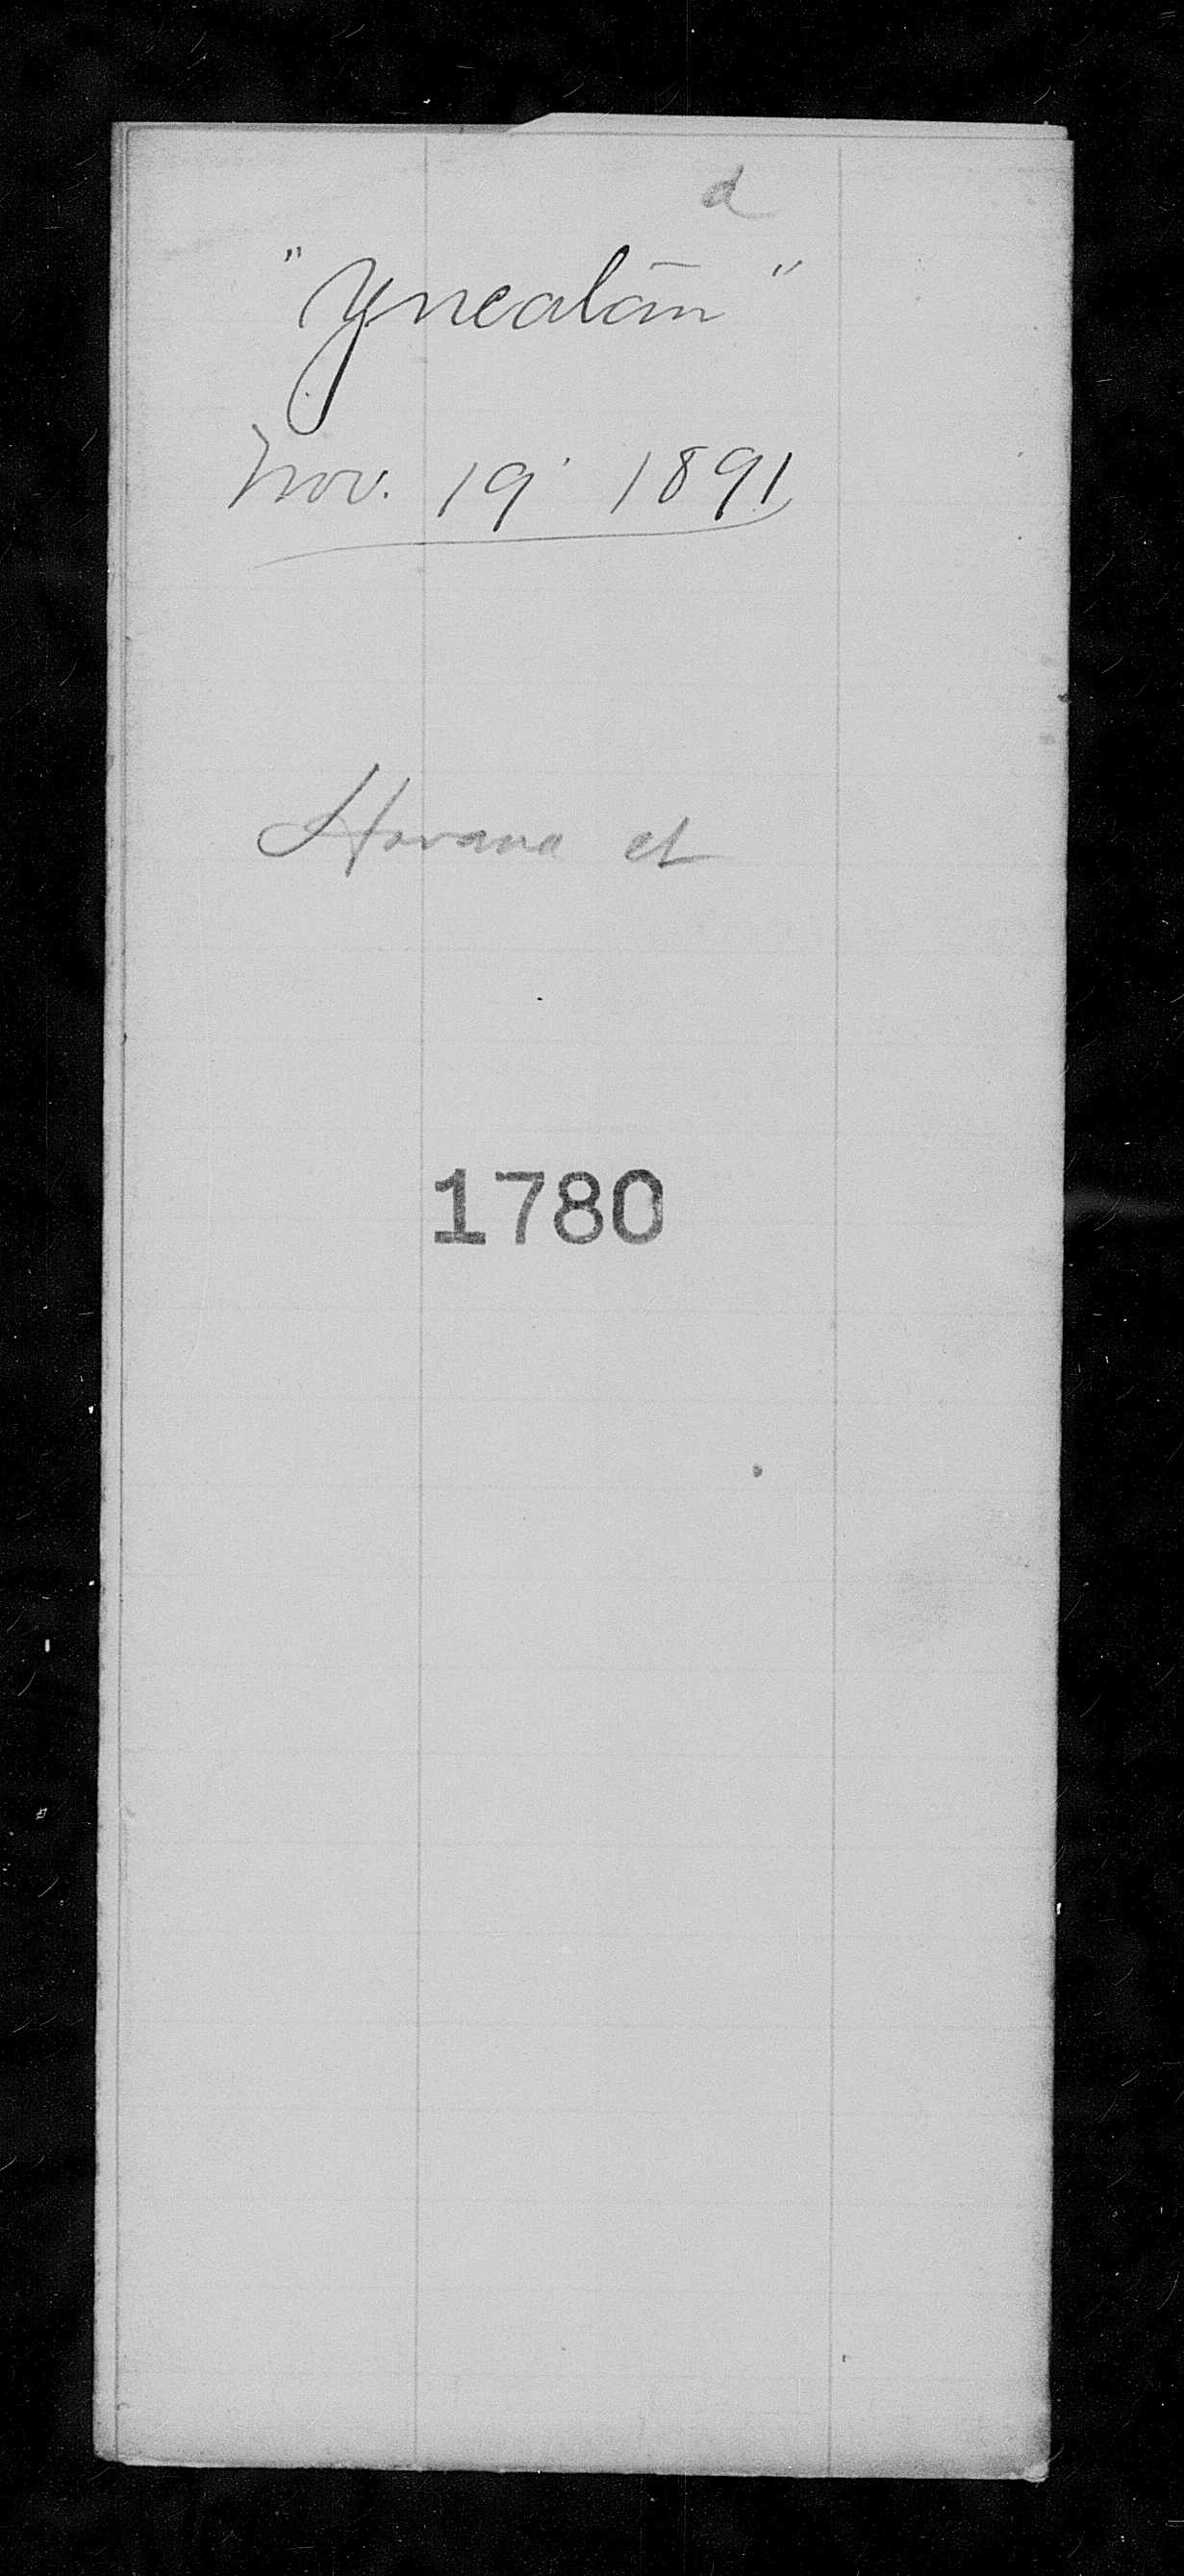 d
"Yucatan"
Nov. 19 1891
Havana et
1780